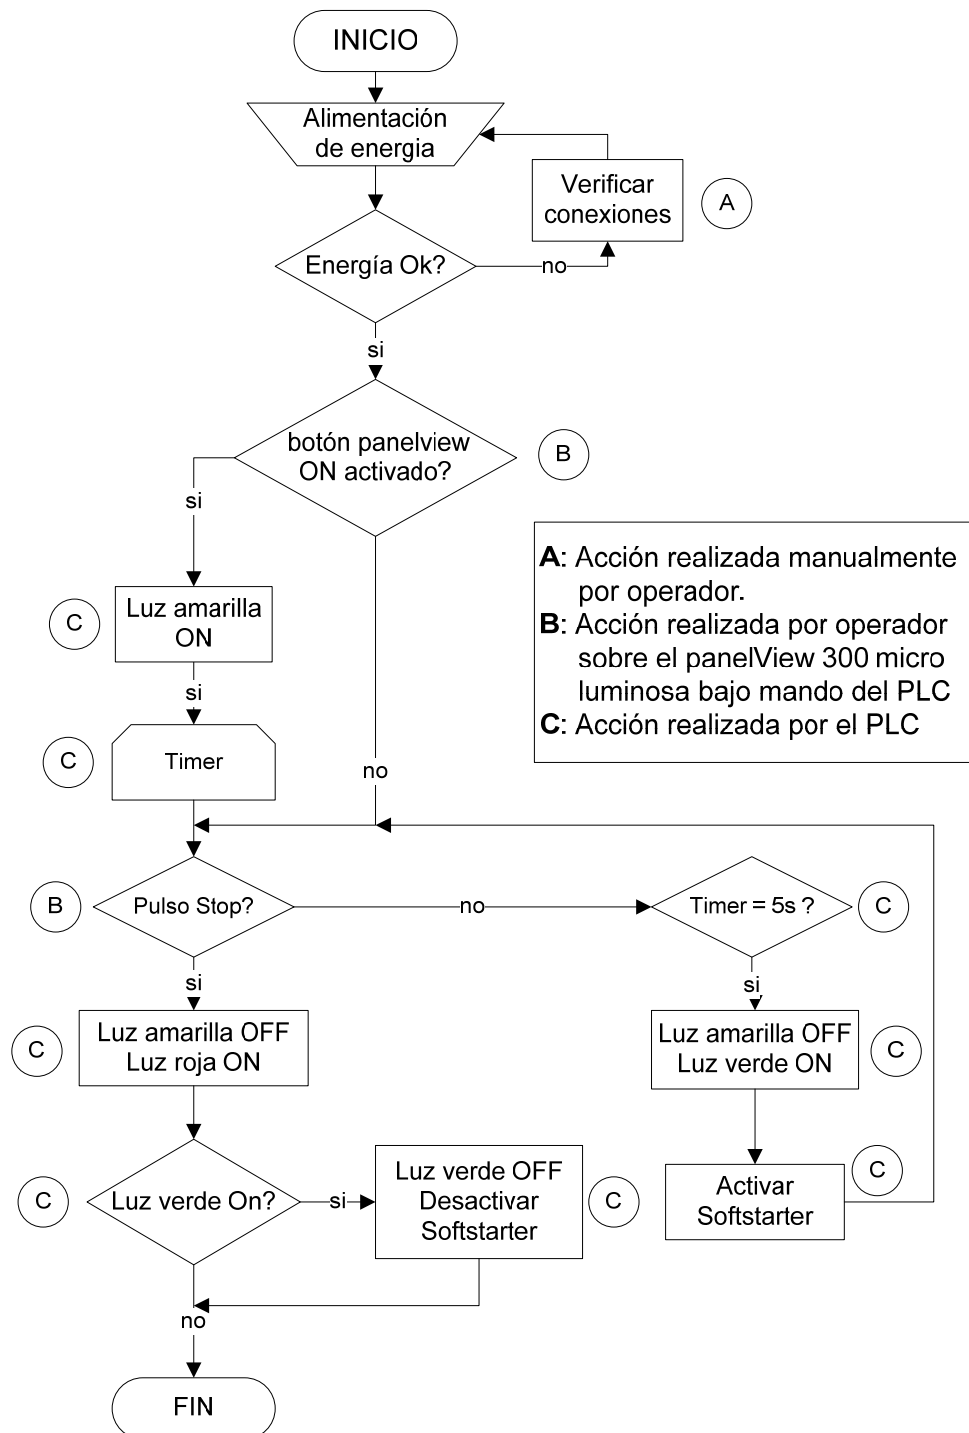 INICIO
Alimentación
de energia
Verificar
conexiones
A
Energía Ok?
no
si
botón panelview
ON activado?
B
si
A: Acción realizada manualmente
por operador.
B: Acción realizada por operador
sobre el panelView 300 micro
luminosa bajo mando del PLC
C: Acción realizada por el PLC
Luz amarilla
ON
C
si
Timer
C
no
B
Pulso Stop?
no
Timer = 5s ?
C
si
si
C
Luz amarilla OFF
Luz roja ON
Luz amarilla OFF
Luz verde ON
C
C
Luz verde On?
si
Luz verde OFF
Desactivar
Softstarter
C
Activar
Softstarter
C
no
FIN